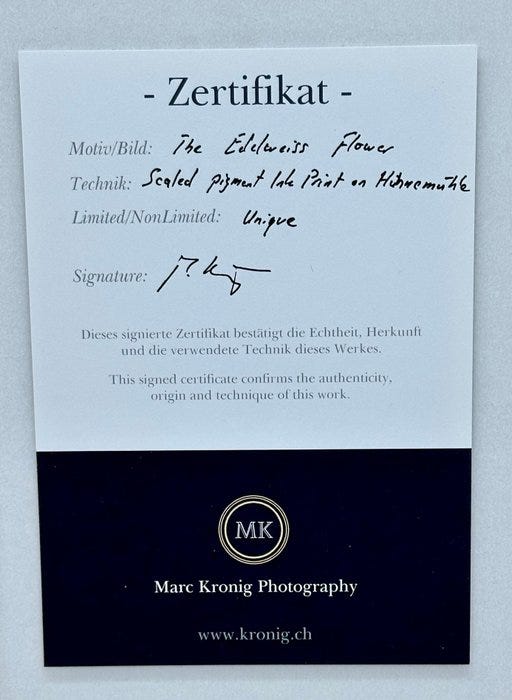 - Zertifikat -
Motiv/Bild: The Edelweiss Flower
Technik: Sealed pigment Ink Print on Hahnemühle
Limited/NonLimited: Unique
Signature: M. Kronig
Dieses signierte Zertifikat bestätigt die Echtheit, Herkunft
und die verwendete Technik dieses Werkes.
This signed certificate confirms the authenticity,
origin and technique of this work.
MK
Marc Kronig Photography
www.kronig.ch